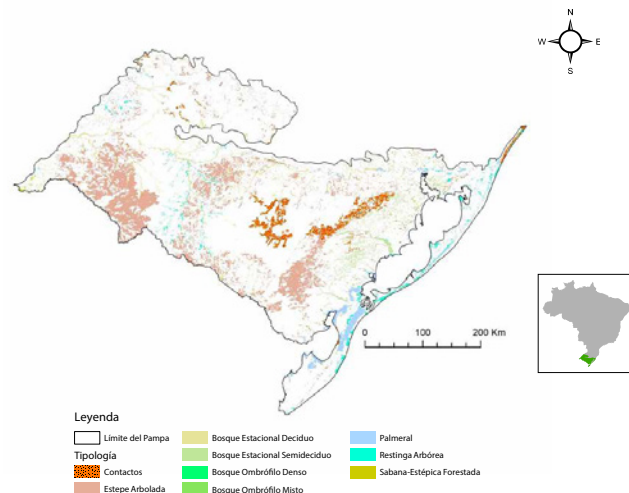 N
W E
S
0 100 200 Km
Leyenda
Límite del Pampa
Tipología
Contactos
Estepe Arbolada
Bosque Estacional Deciduo
Bosque Estacional Semideciduo
Bosque Ombrófilo Denso
Bosque Ombrófilo Misto
Palmeral
Restinga Arbórea
Sabana-Estépica Forestada